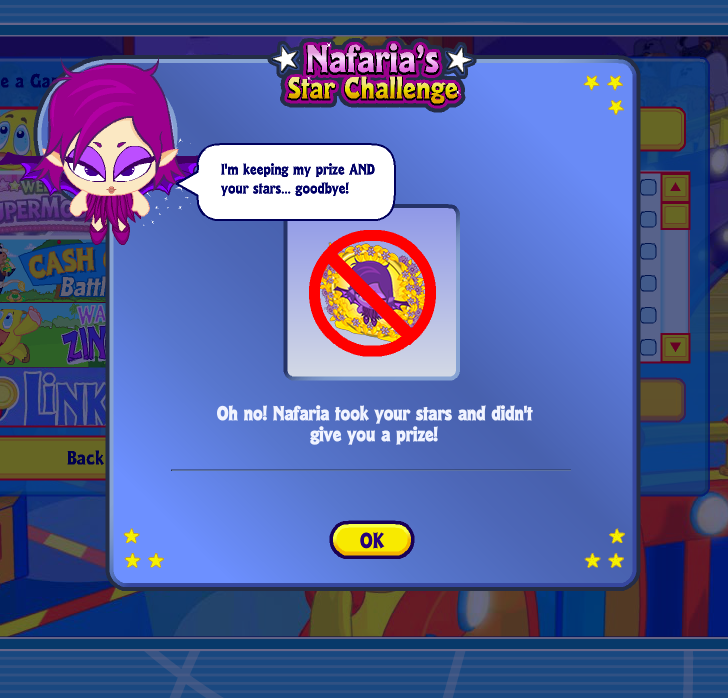 Nafaria's
Star Challenge
I'm keeping my prize AND
your stars... goodbye!
CASH
LINK
Oh no! Nafaria took your stars and didn't
give you a prize!
Back
OK